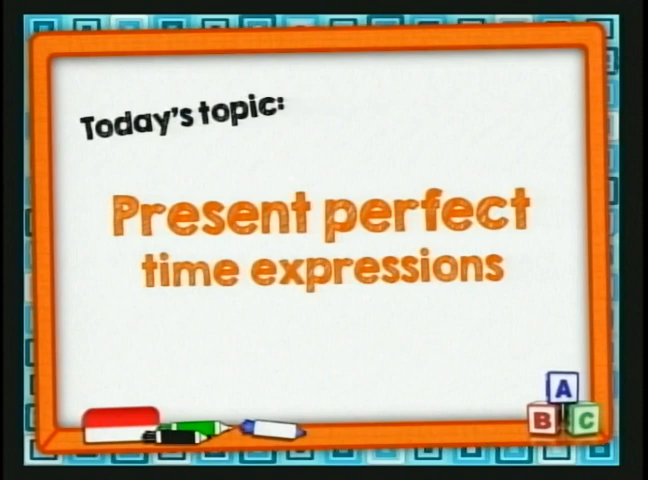 Today's topic:
Present perfect
time expressions
A
B C